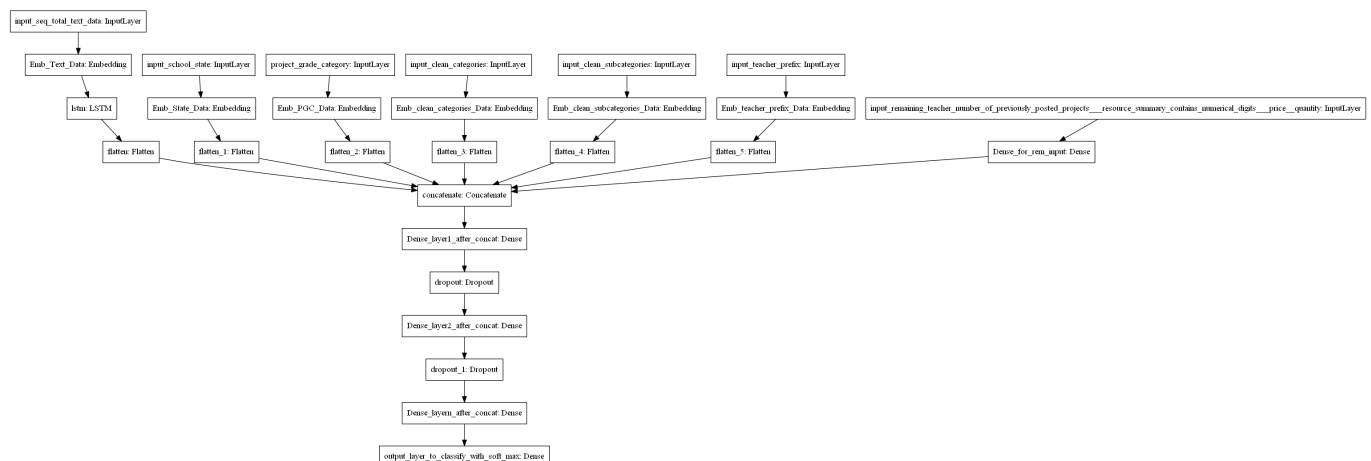 input_seq_total_text_data: InputLayer
Emb_Text_Data: Embedding
input_school_state: InputLayer
project_grade_category: InputLayer
input_clean_categories: InputLayer
input_clean_subcategories: InputLayer
input_teacher_prefix: InputLayer
lstm: LSTM
Emb_State_Data: Embedding
Emb_PGC_Data: Embedding
Emb_clean_categories_Data: Embedding
Emb_clean_subcategories_Data: Embedding
Emb_teacher_prefix_Data: Embedding
input_remaining_teacher_number_of_previously_posted_projects___resource_summary_contains_numerical_digits___price__quantity: InputLayer
flatten: Flatten
flatten_1: Flatten
flatten_2: Flatten
flatten_3: Flatten
flatten_4: Flatten
flatten_5: Flatten
Dense_for_rem_input: Dense
concatenate: Concatenate
Dense_layer1_after_concat: Dense
dropout: Dropout
Dense_layer2_after_concat: Dense
dropout_1: Dropout
Dense_layern_after_concat: Dense
output_layer_to_classify_with_soft_max: Dense